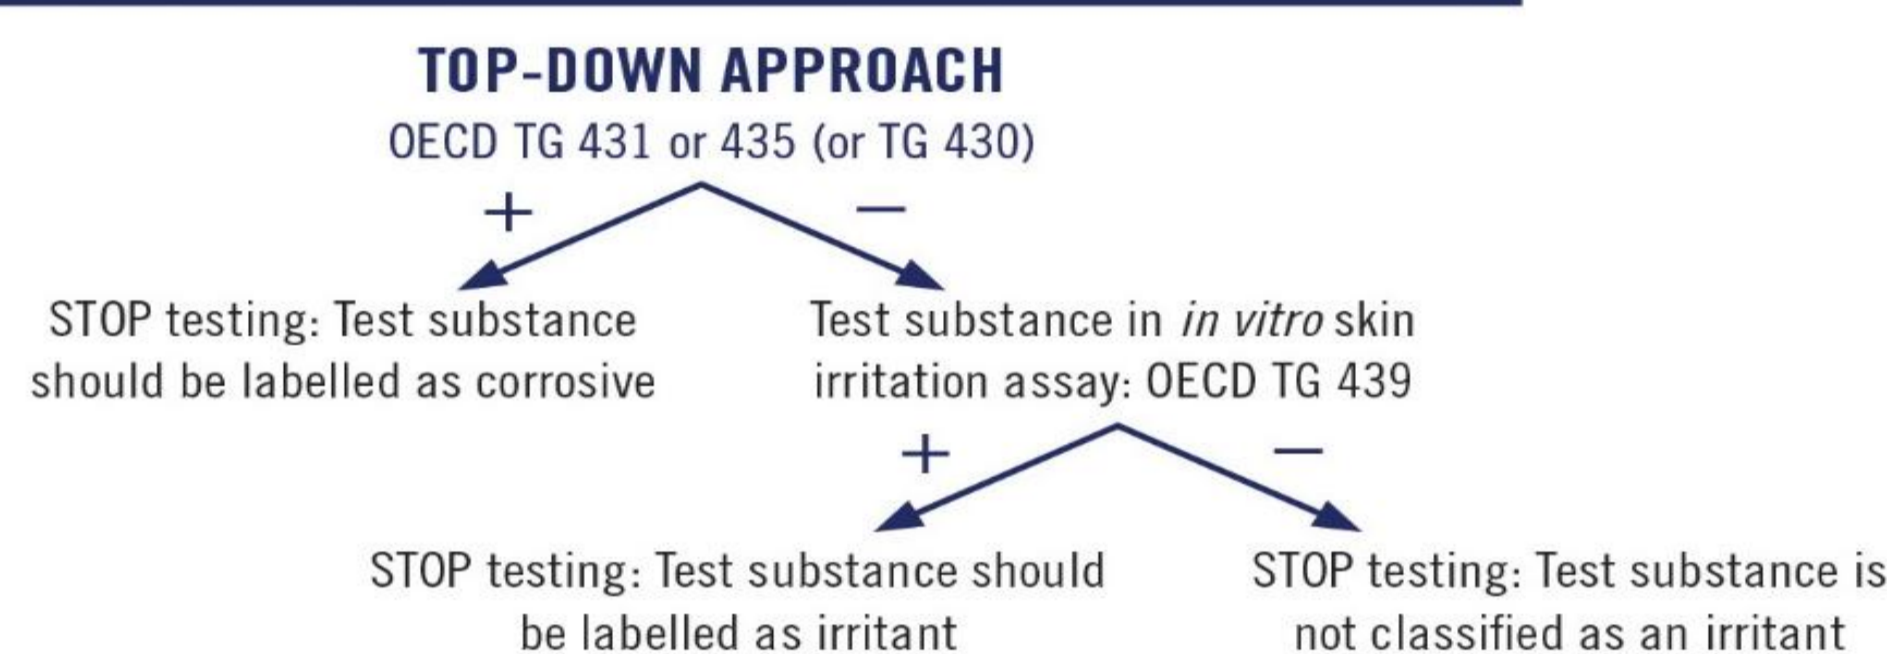 TOP-DOWN APPROACH
OECD TG 431 or 435 (or TG 430)
+
−
STOP testing: Test substance
should be labelled as corrosive
Test substance in in vitro skin
irritation assay: OECD TG 439
+
−
STOP testing: Test substance should
be labelled as irritant
STOP testing: Test substance is
not classified as an irritant